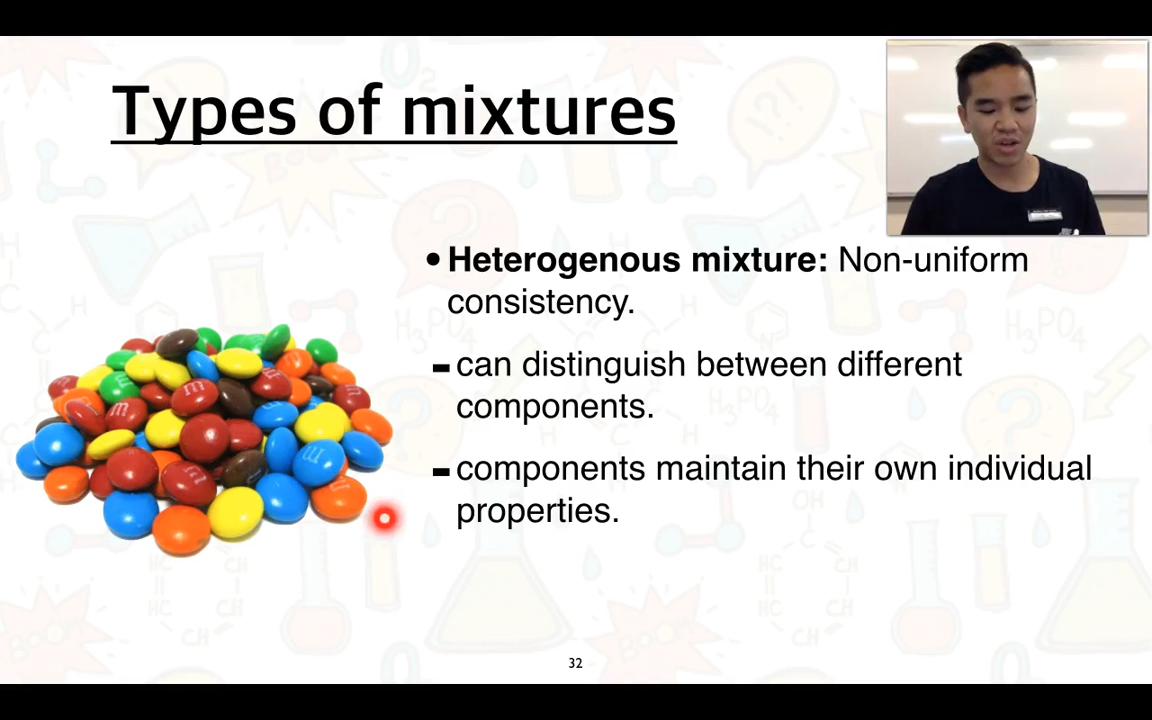 Types of mixtures
• Heterogenous mixture: Non-uniform
consistency.
- can distinguish between different
components.
- components maintain their own individual
properties.
32